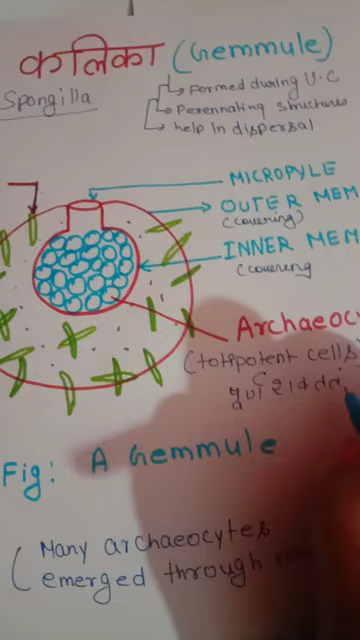 कलिका (Gemmule)
Spongilla
Formed during U.C
Perennating structures
help In dispersal
MICROPYLE
OUTER MEM
(covering)
INNER MEM
(covering
Archaeoc
(totipotent cells)
Fig: A Gemmule
(Many archaeocytes
emerged through